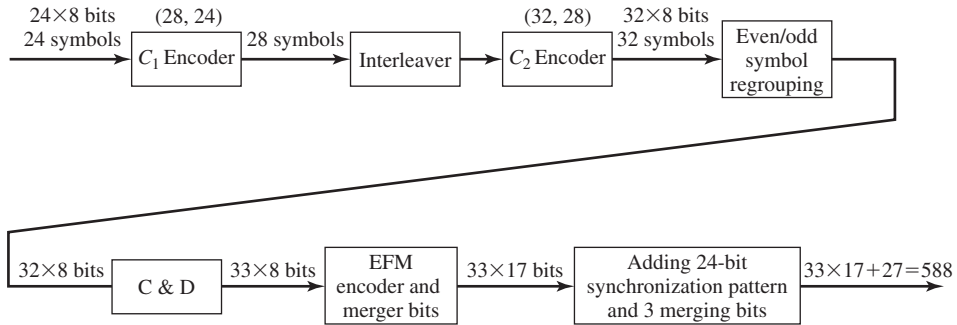 24×8 bits
24 symbols
(28, 24)
C₁ Encoder
28 symbols
Interleaver
(32, 28)
C₂ Encoder
32×8 bits
32 symbols
Even/odd
symbol
regrouping
32×8 bits
C & D
33×8 bits
EFM
encoder and
merger bits
33×17 bits
Adding 24-bit
synchronization pattern
and 3 merging bits
33×17+27=588